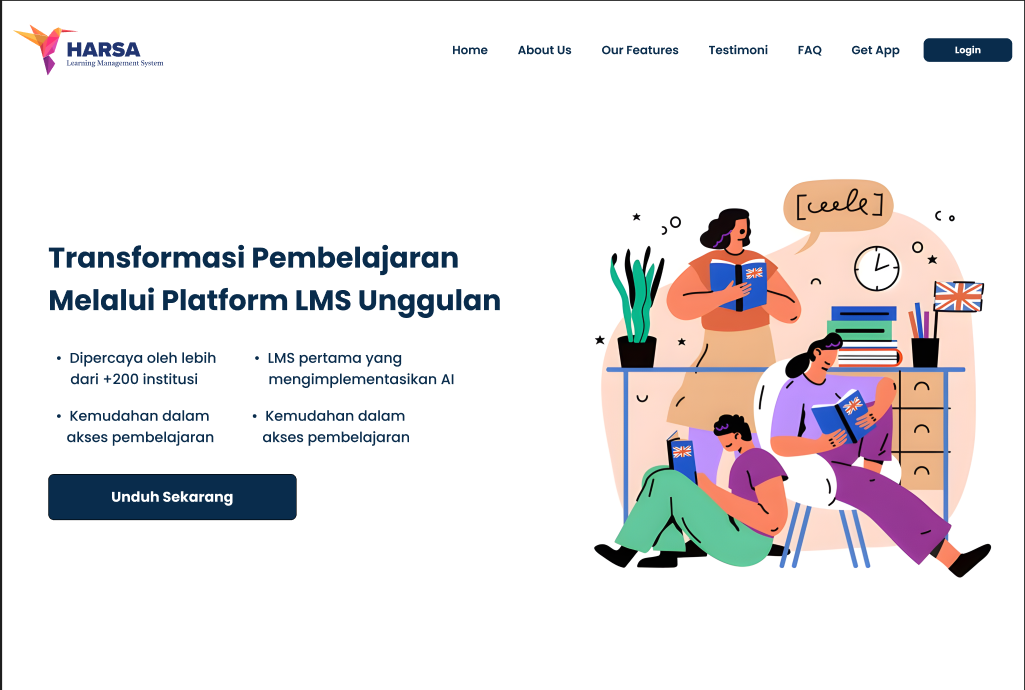 HARSA
Learning Management System
Home About Us Our Features Testimoni FAQ Get App Login
Transformasi Pembelajaran
Melalui Platform LMS Unggulan
• Dipercaya oleh lebih
dari +200 institusi
• LMS pertama yang
mengimplementasikan AI
• Kemudahan dalam
akses pembelajaran
• Kemudahan dalam
akses pembelajaran
Unduh Sekarang